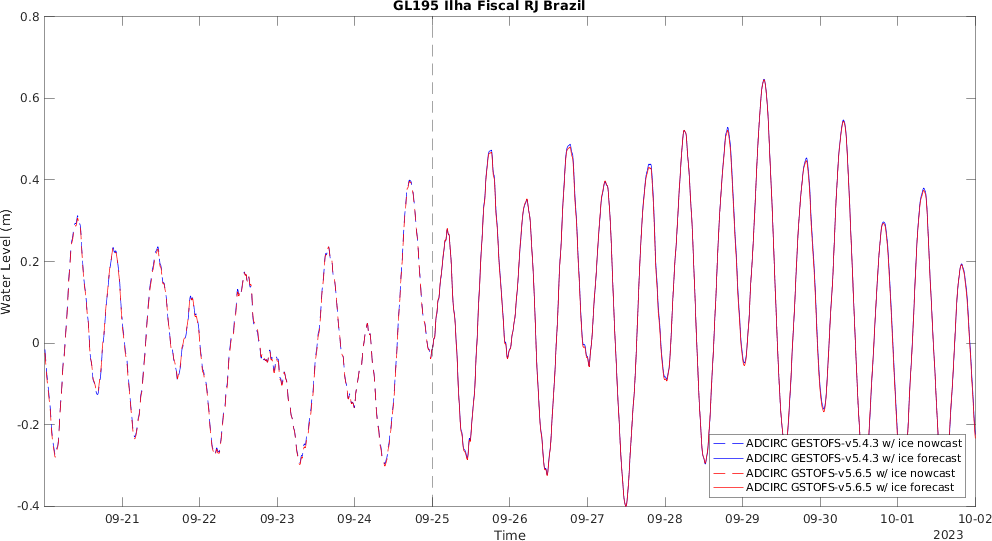 GL195 Ilha Fiscal RJ Brazil
0.8
0.6
0.4
0.2
0
-0.2
-0.4
Water Level (m)
09-21 09-22 09-23 09-24 09-25 09-26 09-27 09-28 09-29 09-30 10-01 10-02
Time
2023
ADCIRC GESTOFS-v5.4.3 w/ ice nowcast
ADCIRC GESTOFS-v5.4.3 w/ ice forecast
ADCIRC GSTOFS-v5.6.5 w/ ice nowcast
ADCIRC GSTOFS-v5.6.5 w/ ice forecast